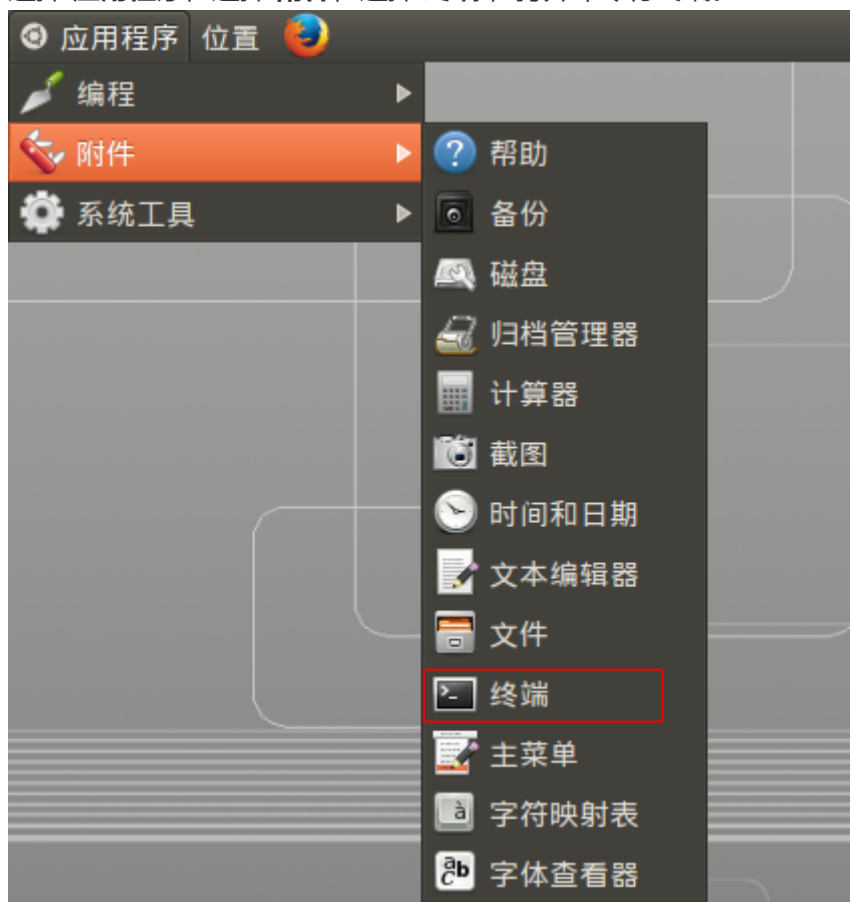 应用程序 位置
编程
附件
系统工具
帮助
备份
磁盘
归档管理器
计算器
截图
时间和日期
文本编辑器
文件
终端
主菜单
字符映射表
字体查看器